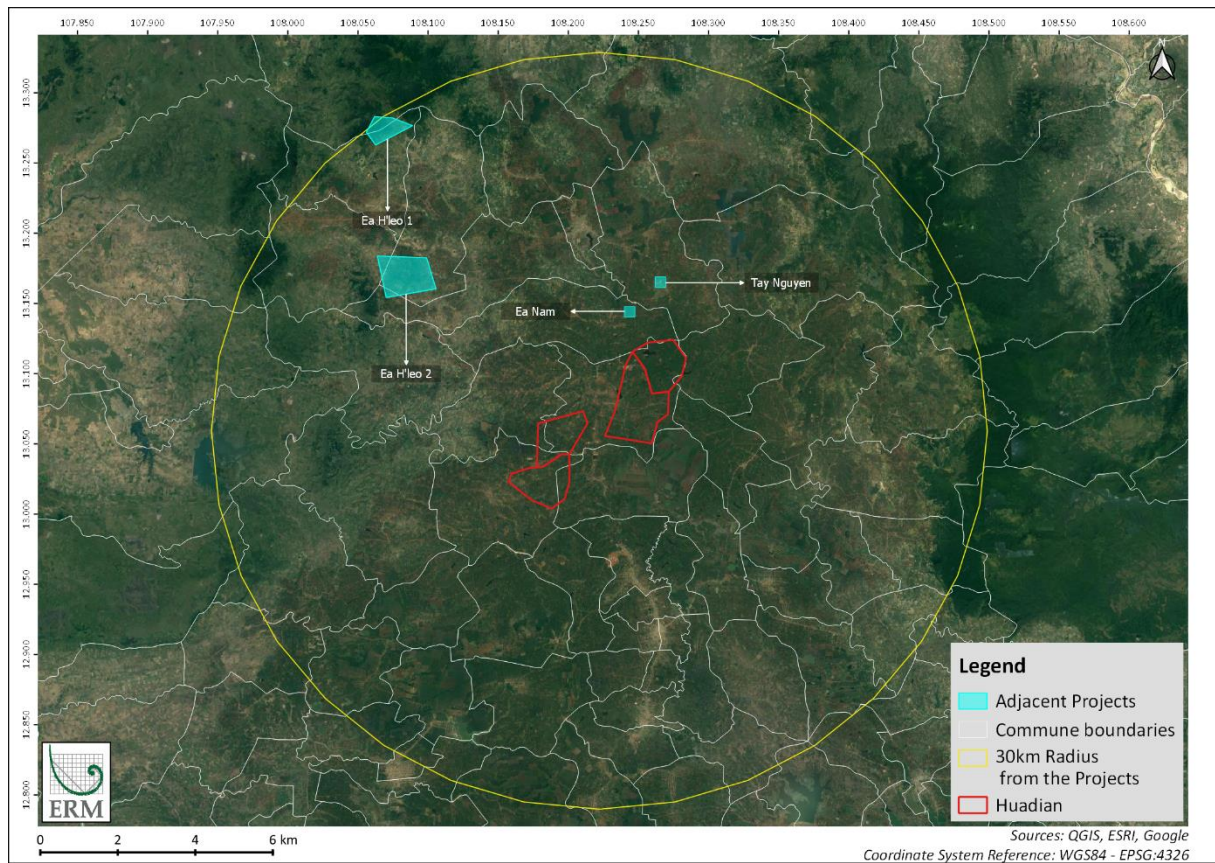 107.850 107.900 107.950 108.000 108.050 108.100 108.150 108.200 108.250 108.300 108.350 108.400 108.450 108.500 108.550 108.600
13.300
13.250
13.200
13.150
13.100
13.050
13.000
12.950
12.900
12.850
12.800
Ea H'leo 1
Tay Nguyen
Ea Nam
Ea H'leo 2
Legend
Adjacent Projects
Commune boundaries
30km Radius
from the Projects
Huadian
ERM
0 2 4 6 km
Sources: QGIS, ESRI, Google
Coordinate System Reference: WGS84 - EPSG:4326